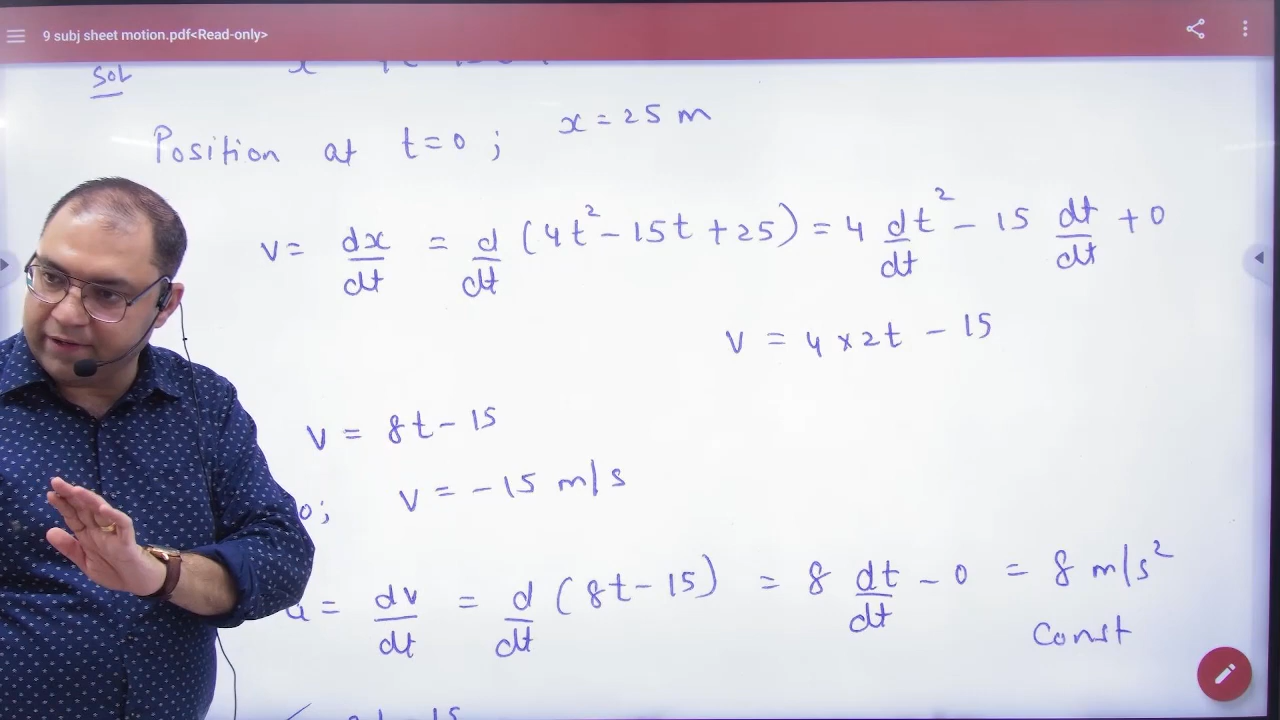 9 subj sheet motion.pdf<Read-only>
Sol
Position at t=0 ; x = 25 m
v = dx/dt = d/dt (4t² – 15t + 25) = 4 dt²/dt – 15 dt/dt + 0
v = 4 × 2t – 15
v = 8t – 15
0; v = – 15 m/s
a = dv/dt = d/dt (8t – 15) = 8 dt/dt – 0 = 8 m/s²
Const